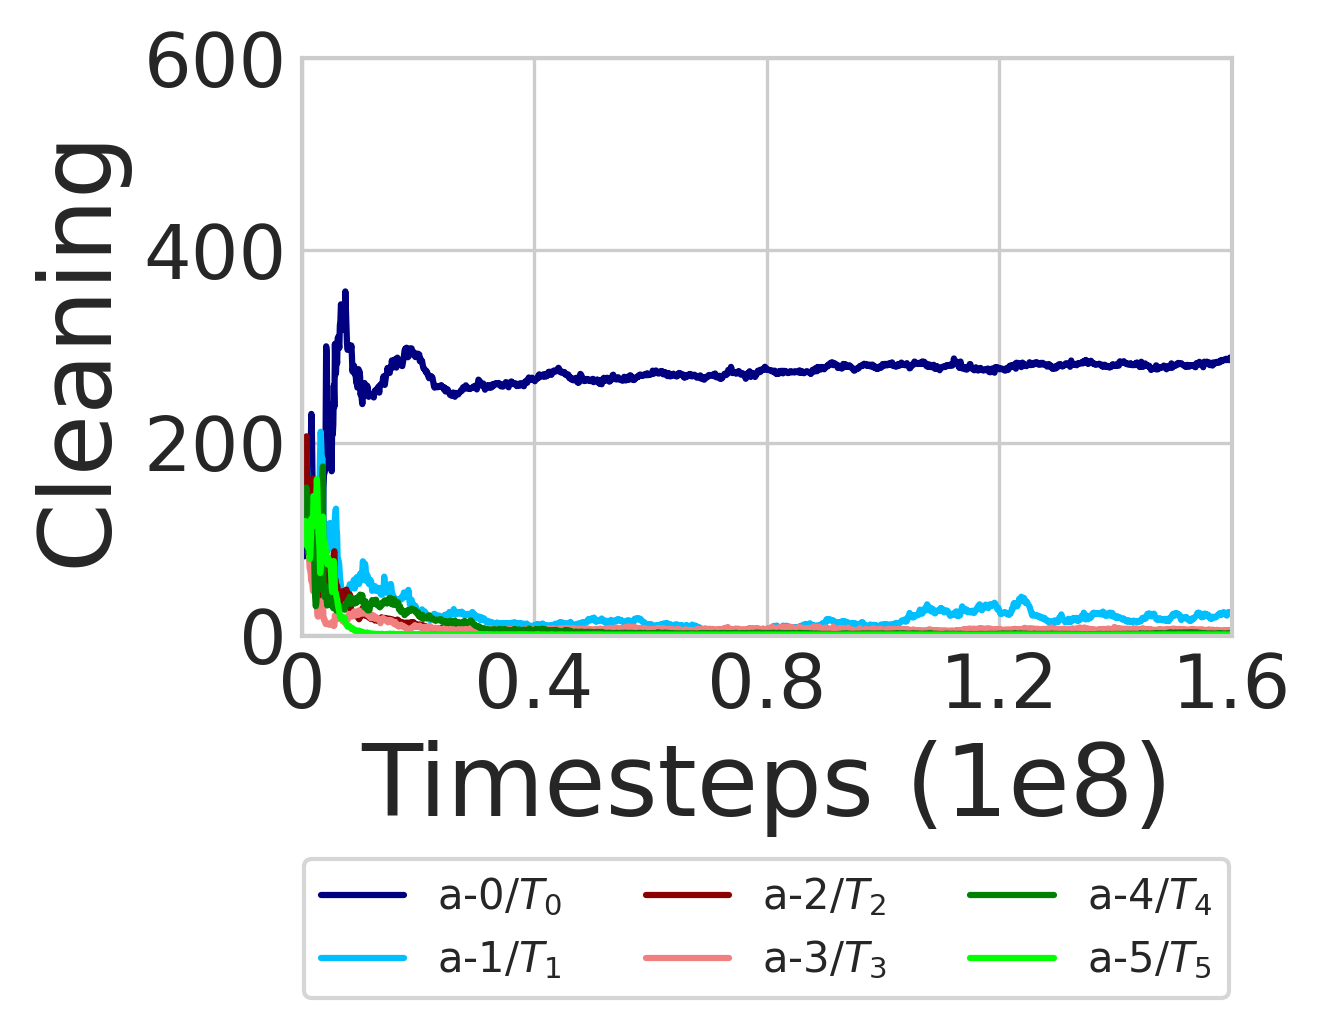 600
400
200
0
Cleaning
0 0.4 0.8 1.2 1.6
Timesteps (1e8)
a-0/T₀ a-2/T₂ a-4/T₄
a-1/T₁ a-3/T₃ a-5/T₅